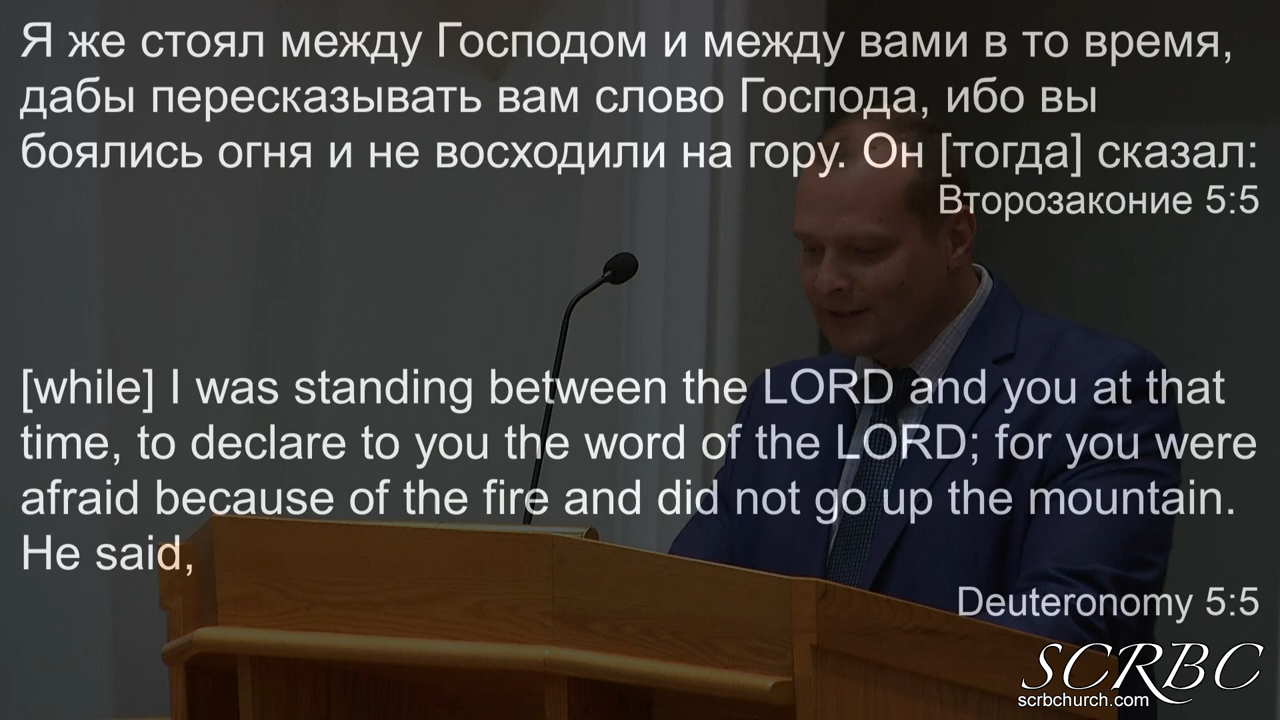 Я же стоял между Господом и между вами в то время,
дабы пересказывать вам слово Господа, ибо вы
боялись огня и не восходили на гору. Он [тогда] сказал:
Второзаконие 5:5
[while] I was standing between the LORD and you at that
time, to declare to you the word of the LORD; for you were
afraid because of the fire and did not go up the mountain.
He said,
Deuteronomy 5:5
SCRBC
scrbchurch.com